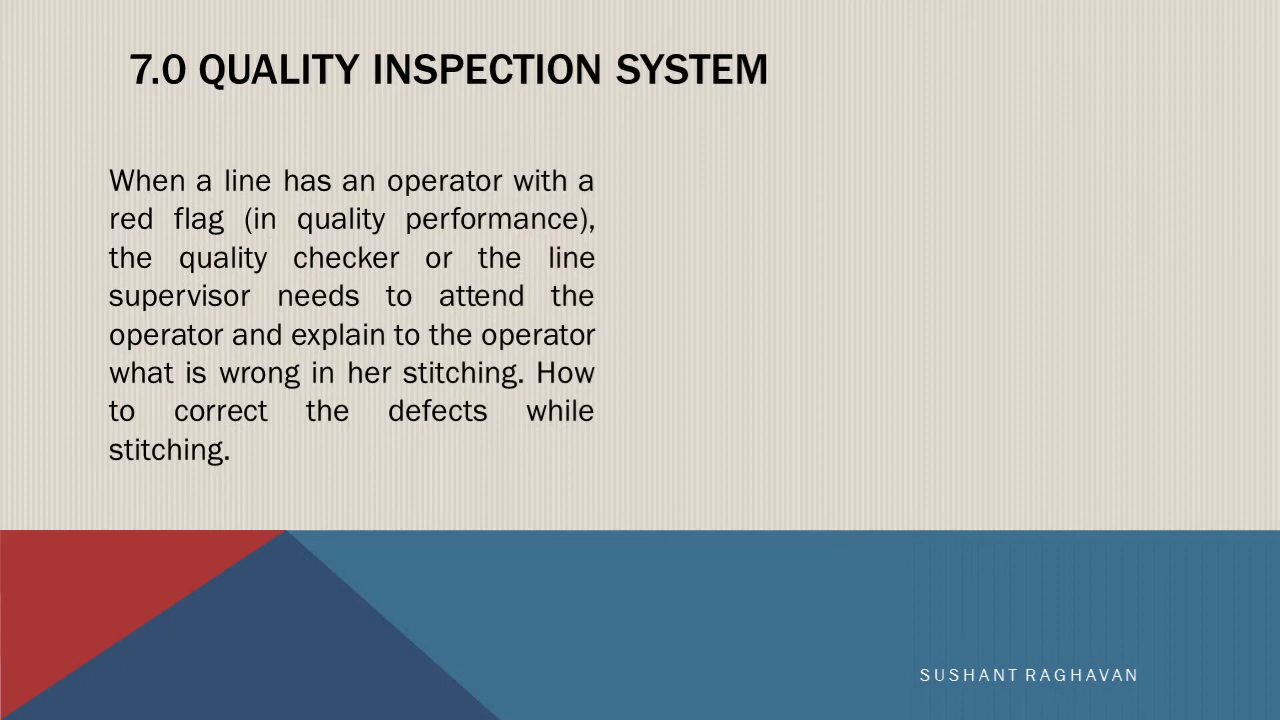 7.0 QUALITY INSPECTION SYSTEM
When a line has an operator with a
red flag (in quality performance),
the quality checker or the line
supervisor needs to attend the
operator and explain to the operator
what is wrong in her stitching. How
to correct the defects while
stitching.
SUSHANT RAGHAVAN